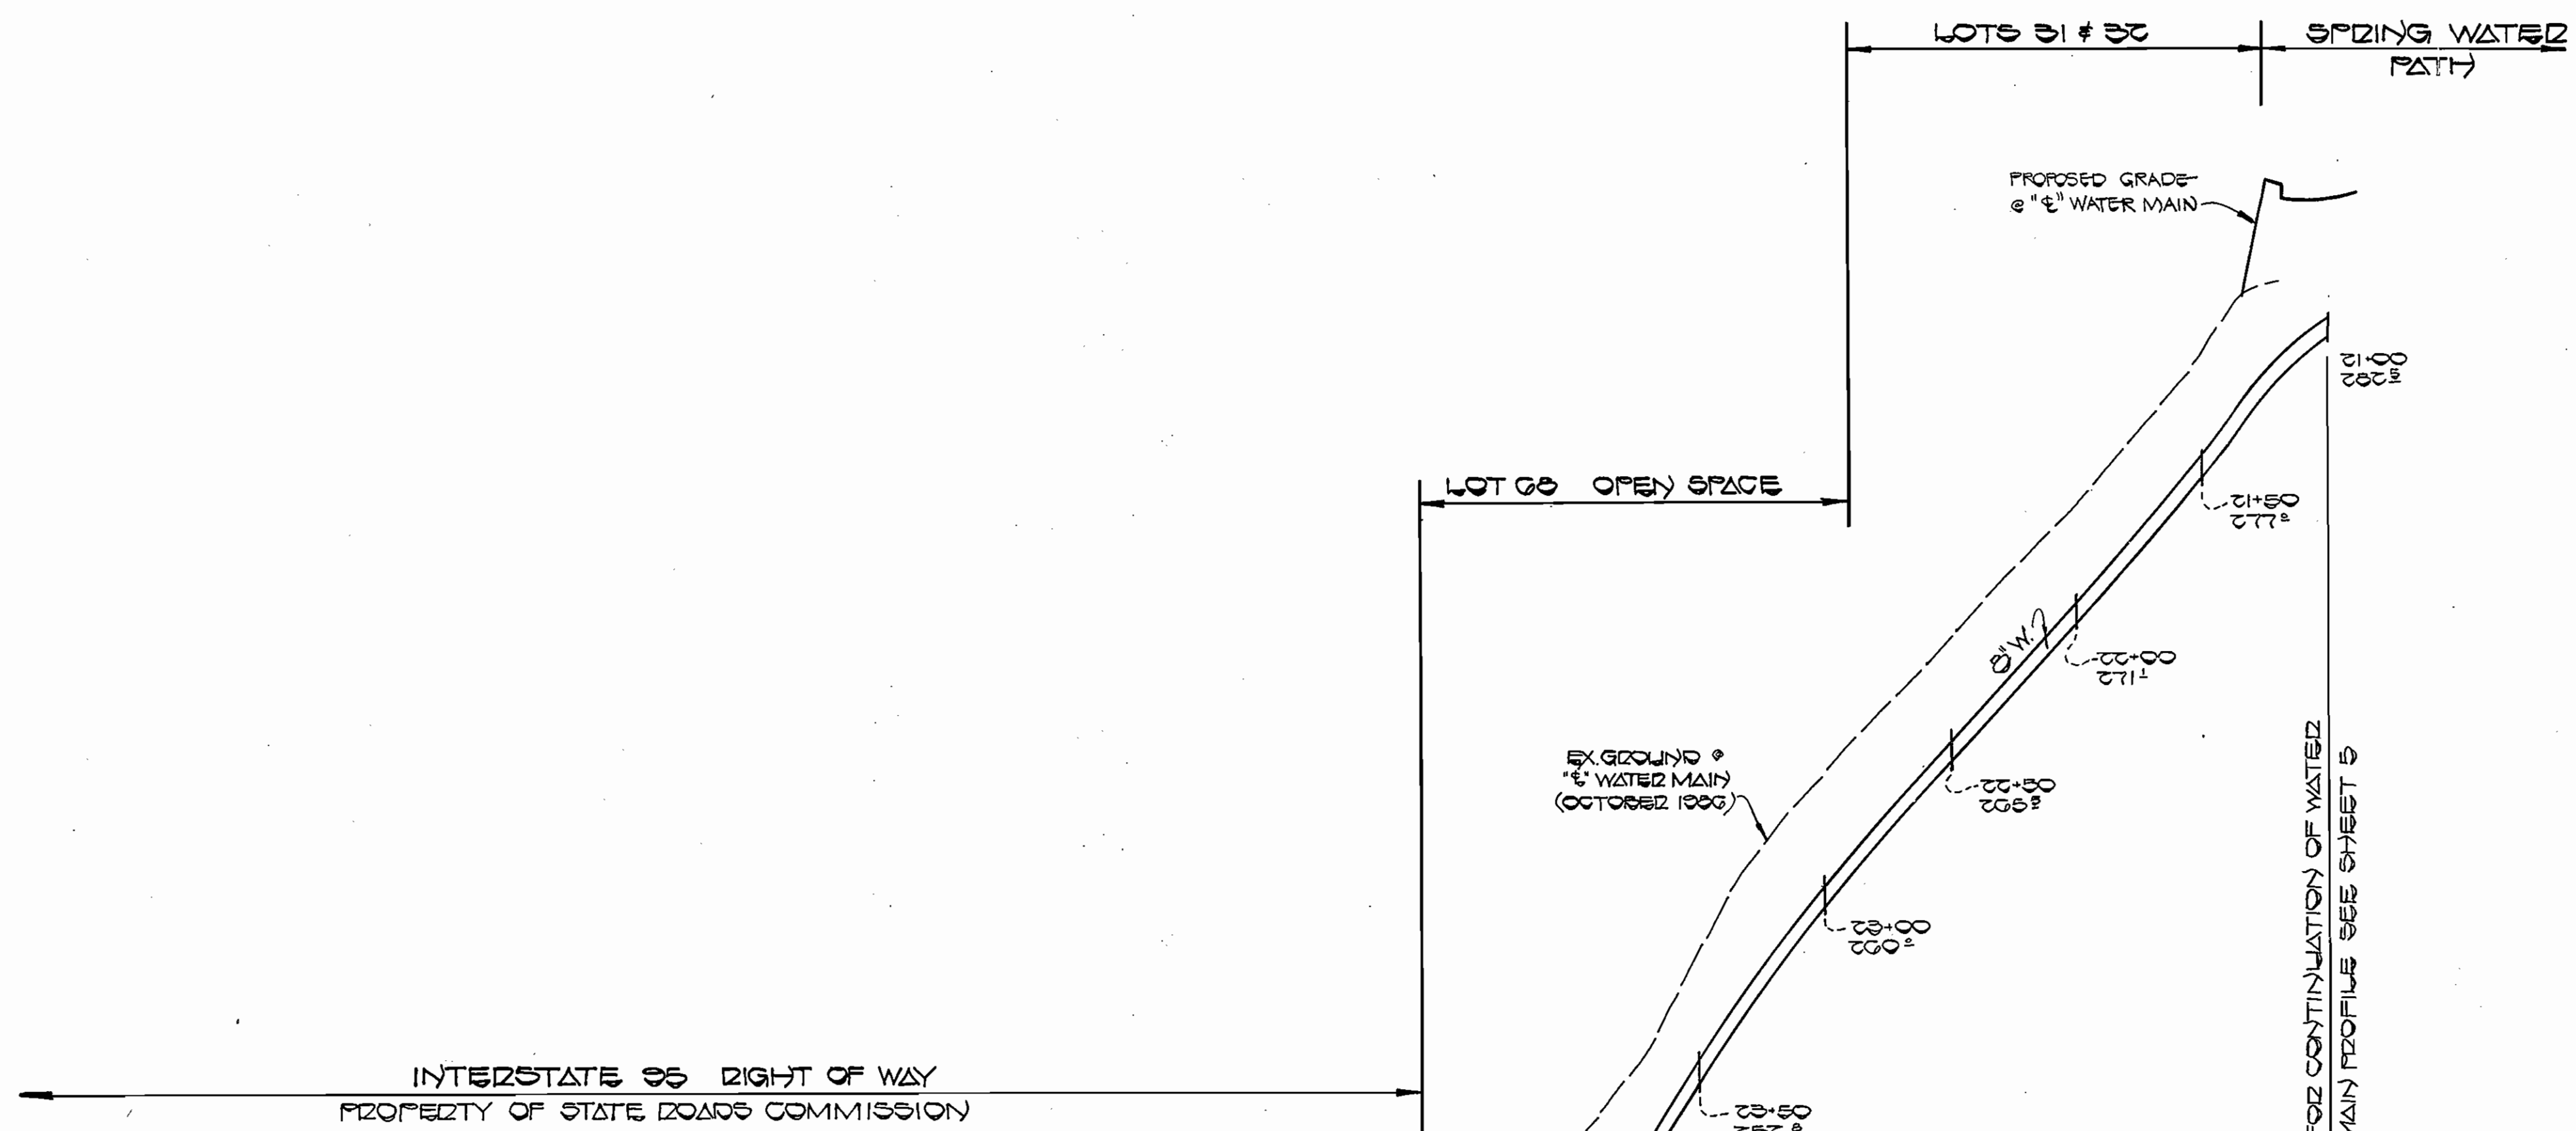 LOTS 31 & 32
SPRING WATER
PATH
PROPOSED GRADE
@ "℄" WATER MAIN
21+00
282⁵
LOT 68 OPEN SPACE
21+50
8" W.
22+00
271¹
EX. GROUND @
"℄" WATER MAIN
(OCTOBER 1986)
22+50
23+00
INTERSTATE 95 RIGHT OF WAY
PROPERTY OF STATE ROADS COMMISSION
23+50
FOR CONTINUATION OF WATER
MAIN PROFILE SEE SHEET 5